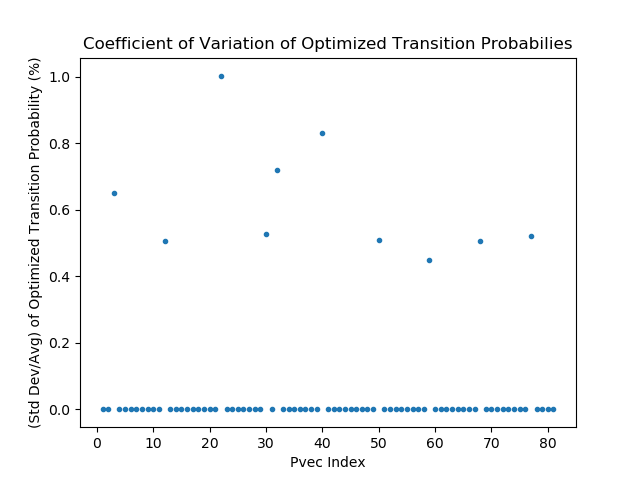 Coefficient of Variation of Optimized Transition Probabilies
(Std Dev/Avg) of Optimized Transition Probability (%)
1.0
0.8
0.6
0.4
0.2
0.0
0 10 20 30 40 50 60 70 80
Pvec Index